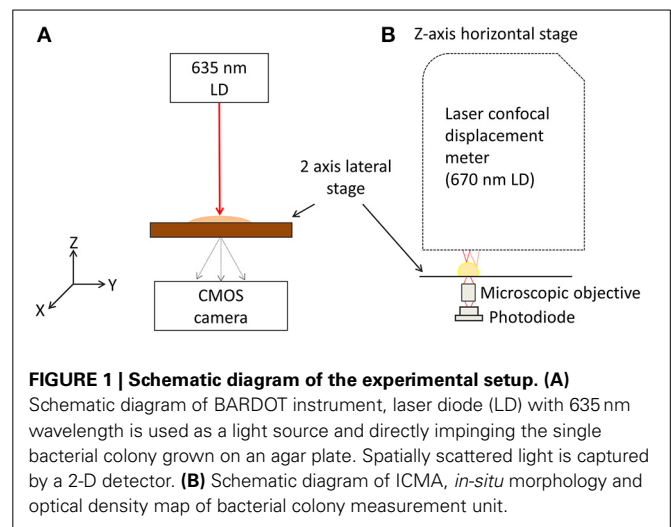 A
635 nm
LD
2 axis lateral
stage
Z
Y
X
CMOS
camera
B
Z-axis horizontal stage
Laser confocal
displacement
meter
(670 nm LD)
Microscopic objective
Photodiode
FIGURE 1 | Schematic diagram of the experimental setup. (A)
Schematic diagram of BARDOT instrument, laser diode (LD) with 635 nm
wavelength is used as a light source and directly impinging the single
bacterial colony grown on an agar plate. Spatially scattered light is captured
by a 2-D detector. (B) Schematic diagram of ICMA, in-situ morphology and
optical density map of bacterial colony measurement unit.